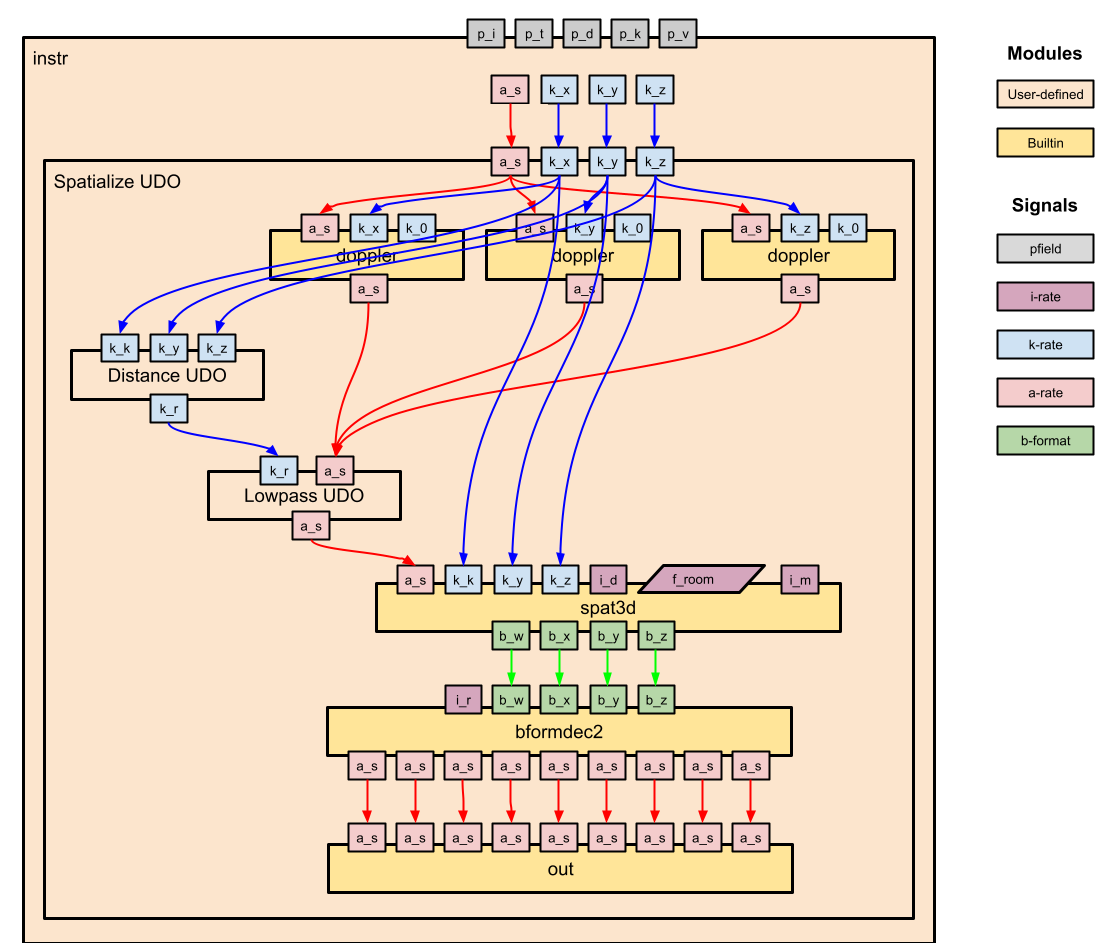 p_i p_t p_d p_k p_v
instr
Modules
a_s k_x k_y k_z
User-defined
Builtin
a_s k_x k_y k_z
Spatialize UDO
Signals
a_s k_x k_0 a_s k_y k_0 a_s k_z k_0
doppler doppler doppler
pfield
a_s a_s a_s
i-rate
k_k k_y k_z
k-rate
Distance UDO
a-rate
k_r
b-format
k_r a_s
Lowpass UDO
a_s
a_s k_k k_y k_z i_d f_room i_m
spat3d
b_w b_x b_y b_z
i_r b_w b_x b_y b_z
bformdec2
a_s a_s a_s a_s a_s a_s a_s a_s a_s
a_s a_s a_s a_s a_s a_s a_s a_s a_s
out